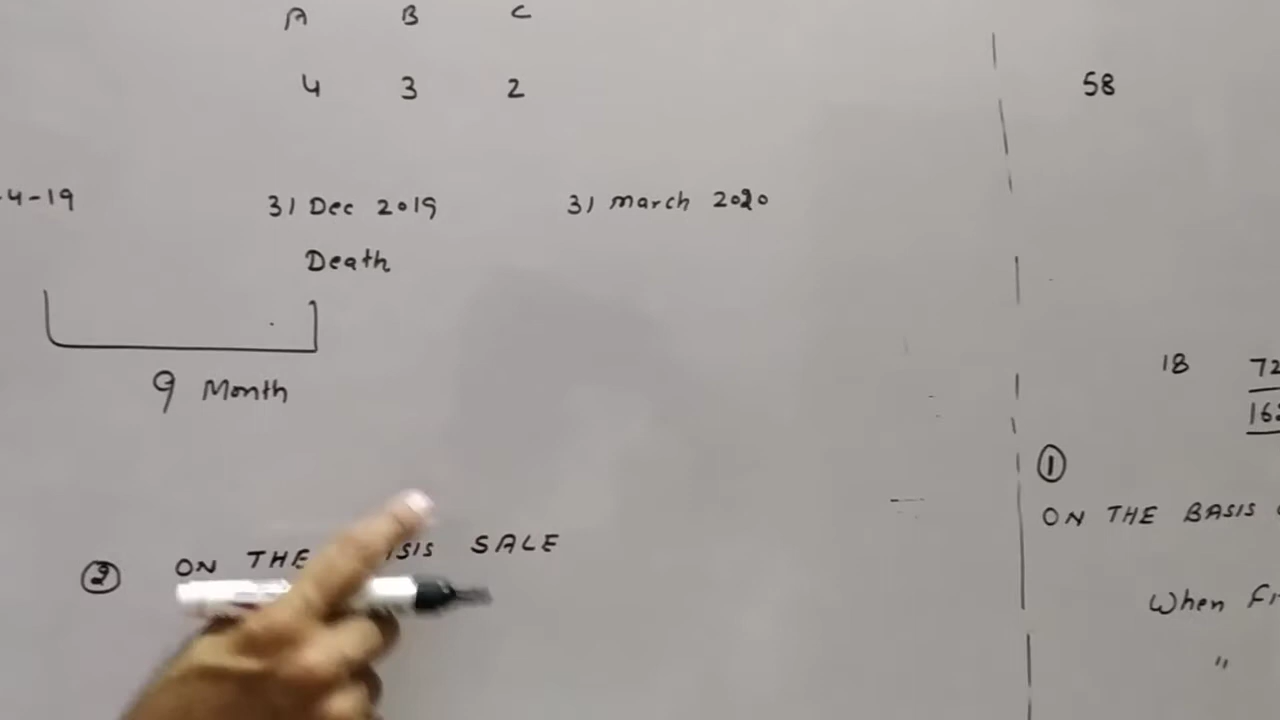 A B C
4 3 2
4-19 31 Dec 2019 31 March 2020
Death
9 Month
② ON THE SALE
58
18 72
①
ON THE BASIS
When
"